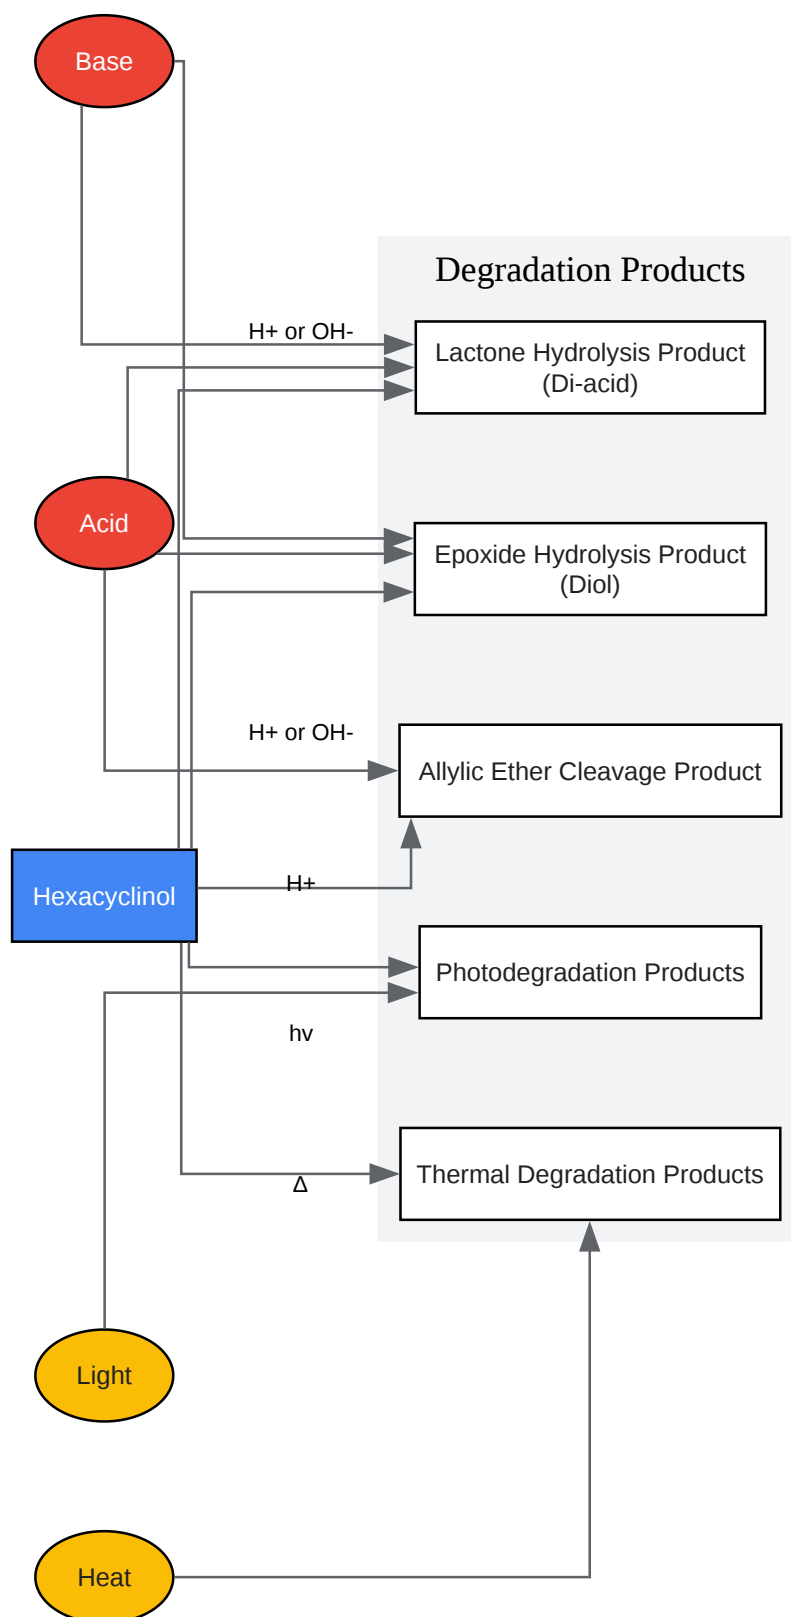 Base
Degradation Products
H+ or OH-
Lactone Hydrolysis Product
(Di-acid)
Acid
Epoxide Hydrolysis Product
(Diol)
H+ or OH-
Allylic Ether Cleavage Product
Hexacyclinol
H+
Photodegradation Products
hv
Thermal Degradation Products
Δ
Light
Heat